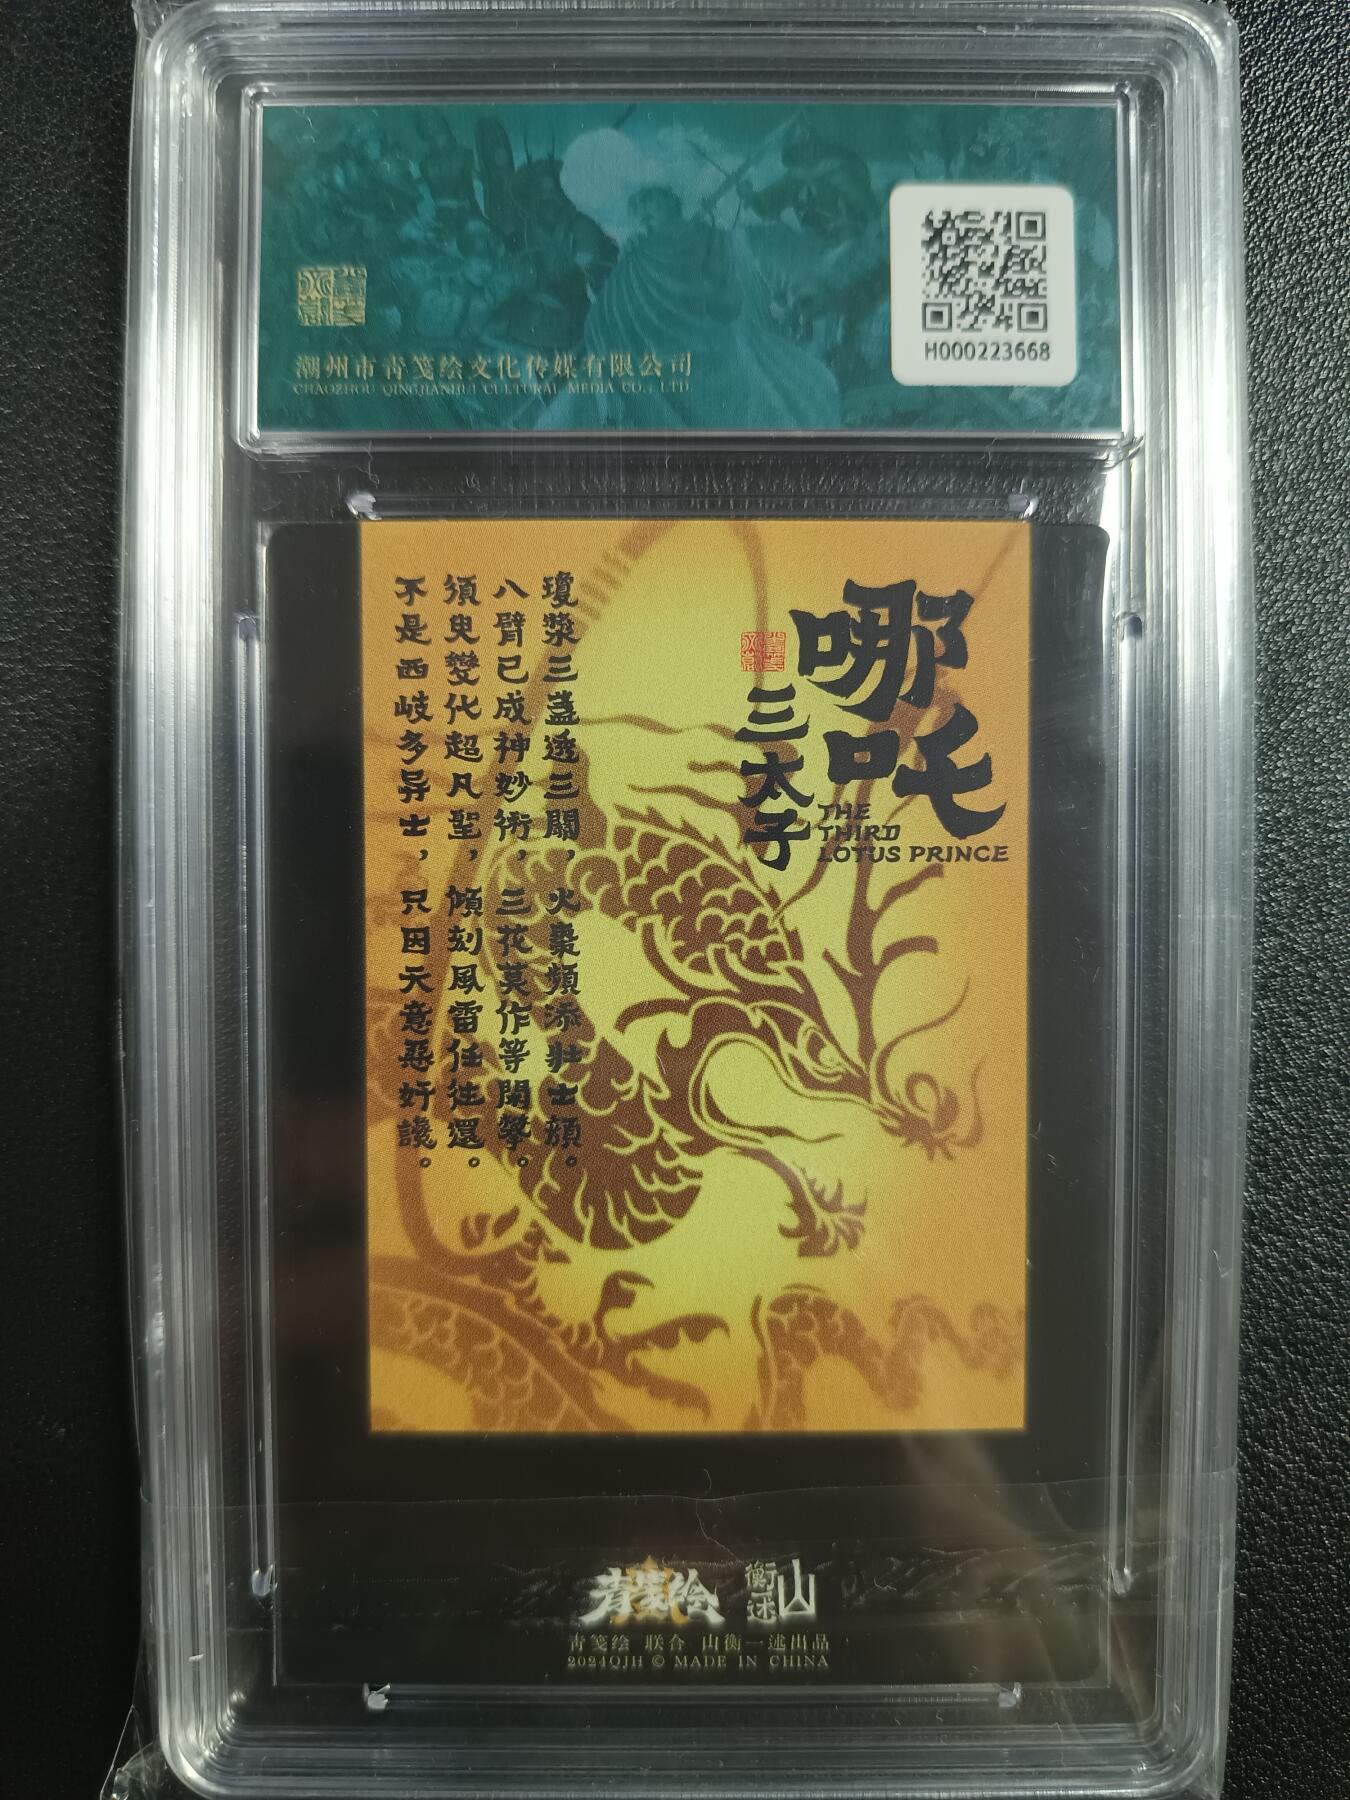 潮州市青笺绘文化传媒有限公司
CHAOZHOU QINGJIANHUI CULTURAL MEDIA CO., LTD.
H000223668
哪吒
三太子
THE
THIRD
LOTUS PRINCE
瓊漿三盞透三關，火棗頻添壯士顏。
八臂已成神妙術，三花莫作等閑攀。
須臾變化超凡聖，傾刻風雷任往還。
不是西岐多异士，只因天意惡奸讒。
青笺绘
山衡一述
青笺绘 联合 山衡一述出品
2024QJH © MADE IN CHINA